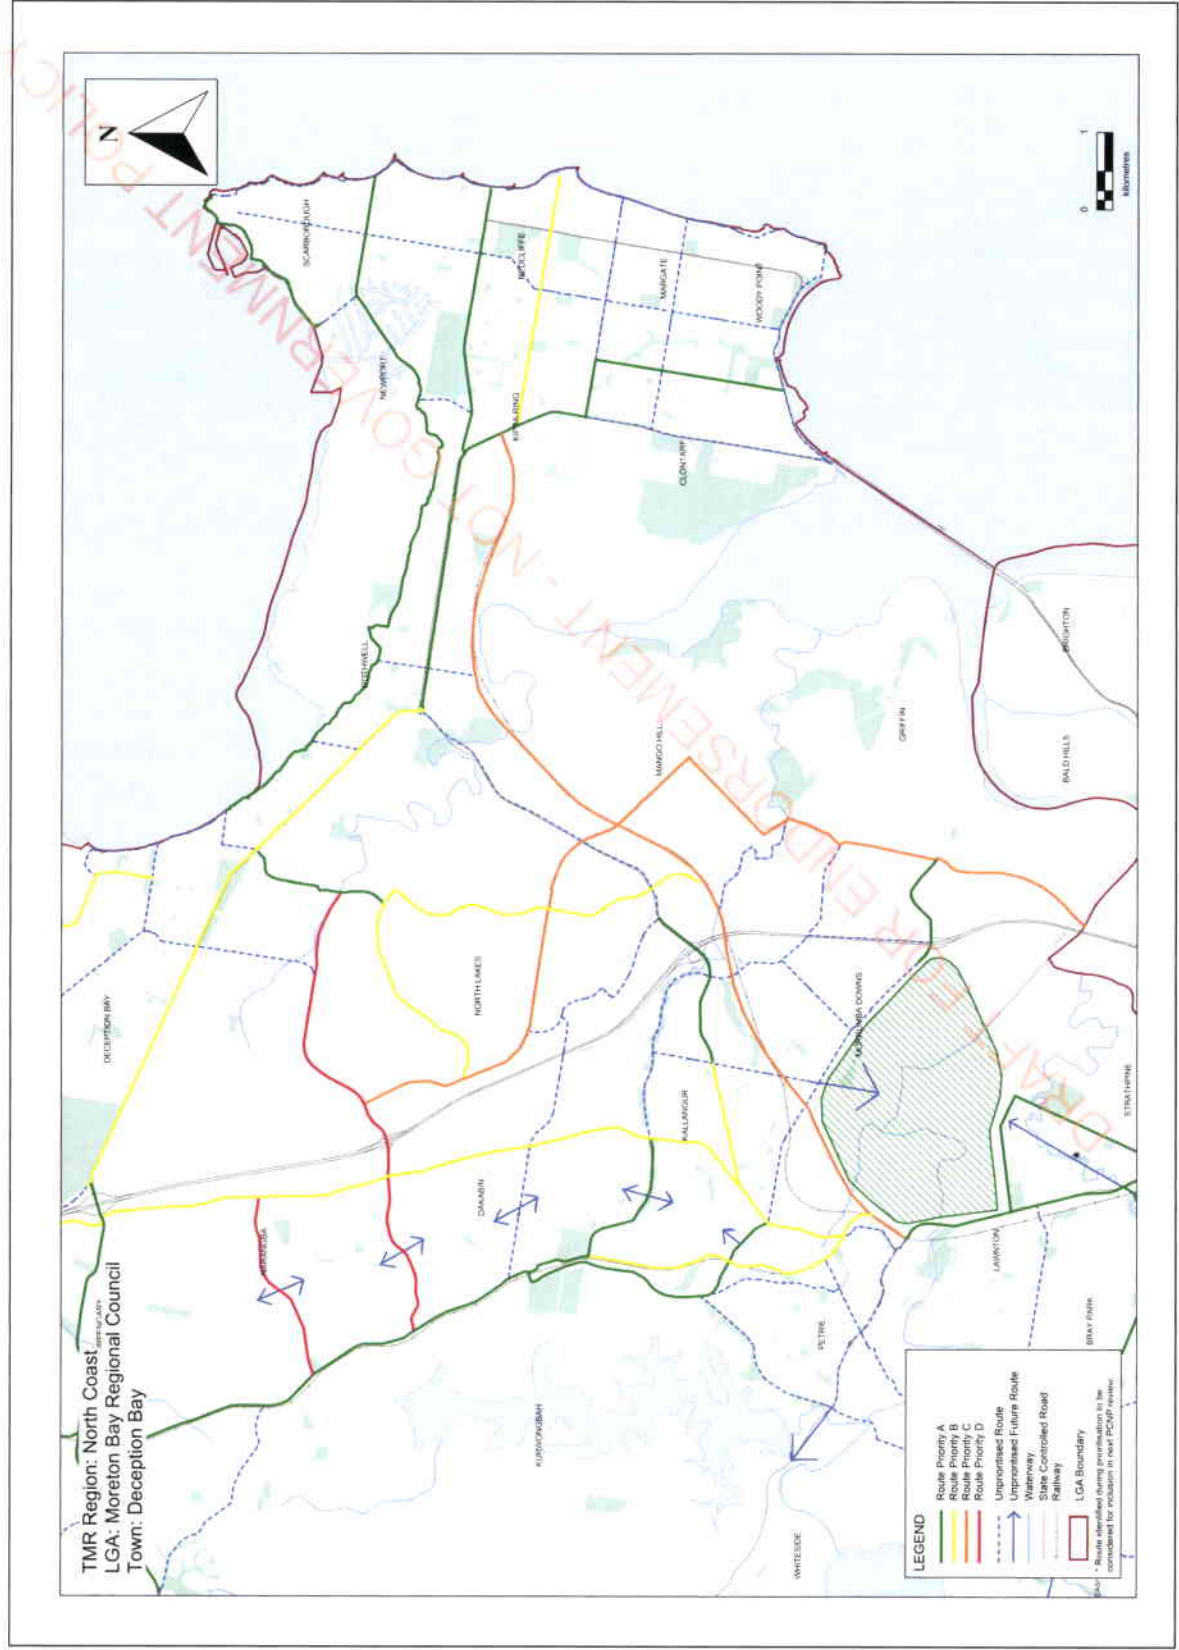 TMR Region: North Coast
LGA: Moreton Bay Regional Council
Town: Deception Bay
N
DRAFT FOR ENDORSEMENT - NOT GOVERNMENT POLICY
SCARBOROUGH
NEWPORT
REDCLIFFE
KIPPA-RING
MARGATE
WOODY POINT
CLONTARF
ROTHWELL
MANGO HILL
GRIFFIN
BRIGHTON
BALD HILLS
DECEPTION BAY
NORTH LAKES
MURRUMBA DOWNS
KALLANGUR
DAKABIN
NARANGBA
STRATHPINE
LAWNTON
BRAY PARK
PETRIE
KURWONGBAH
WHITESIDE
0 1
kilometres
LEGEND
Route Priority A
Route Priority B
Route Priority C
Route Priority D
Unprioritised Route
Unprioritised Future Route
Waterway
State Controlled Road
Railway
LGA Boundary
* Route identified during prioritisation to be
considered for inclusion in next PCNP review.